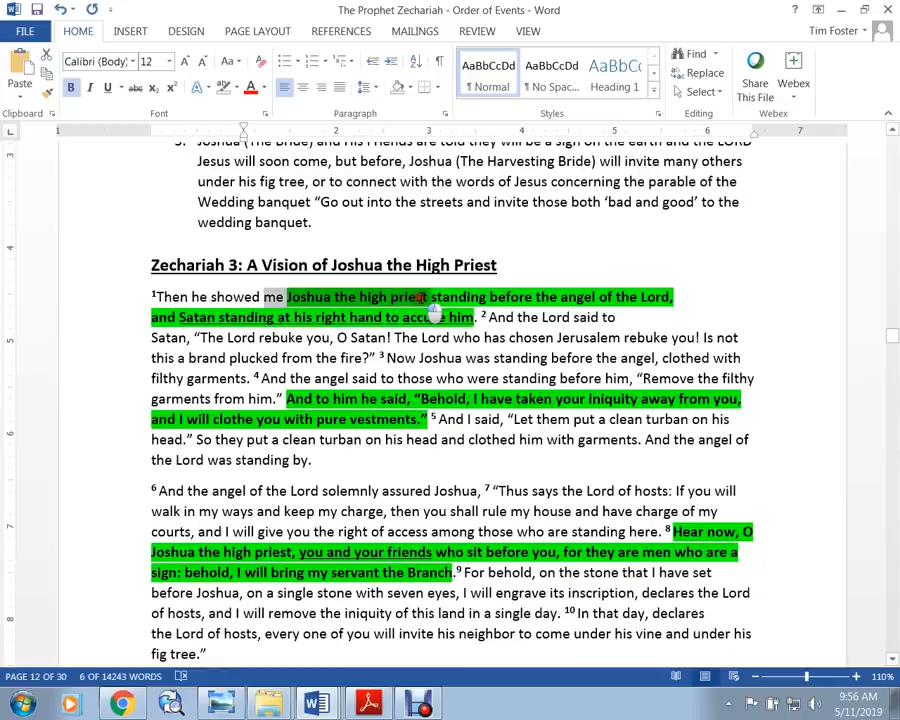 The Prophet Zechariah - Order of Events - Word
FILE HOME INSERT DESIGN PAGE LAYOUT REFERENCES MAILINGS REVIEW VIEW Tim Foster
Calibri (Body) 12
Find
Replace
Select
Paste
B I U abc
AaBbCcDd AaBbCcDd AaBbCc
¶ Normal ¶ No Spac... Heading 1
Share This File
Webex
Clipboard Font Paragraph Styles Editing Webex
1 1 2 3 4 5 6 7
Joshua (The Bride) and His Friends are told they will be a sign on the earth and the LORD
Jesus will soon come, but before, Joshua (The Harvesting Bride) will invite many others
under his fig tree, or to connect with the words of Jesus concerning the parable of the
Wedding banquet “Go out into the streets and invite those both ‘bad and good’ to the
wedding banquet.
Zechariah 3: A Vision of Joshua the High Priest
1Then he showed me Joshua the high priest standing before the angel of the Lord,
and Satan standing at his right hand to accuse him. 2 And the Lord said to
Satan, “The Lord rebuke you, O Satan! The Lord who has chosen Jerusalem rebuke you! Is not
this a brand plucked from the fire?” 3 Now Joshua was standing before the angel, clothed with
filthy garments. 4 And the angel said to those who were standing before him, “Remove the filthy
garments from him.” And to him he said, “Behold, I have taken your iniquity away from you,
and I will clothe you with pure vestments.” 5 And I said, “Let them put a clean turban on his
head.” So they put a clean turban on his head and clothed him with garments. And the angel of
the Lord was standing by.
6 And the angel of the Lord solemnly assured Joshua, 7 “Thus says the Lord of hosts: If you will
walk in my ways and keep my charge, then you shall rule my house and have charge of my
courts, and I will give you the right of access among those who are standing here. 8 Hear now, O
Joshua the high priest, you and your friends who sit before you, for they are men who are a
sign: behold, I will bring my servant the Branch.9 For behold, on the stone that I have set
before Joshua, on a single stone with seven eyes, I will engrave its inscription, declares the Lord
of hosts, and I will remove the iniquity of this land in a single day. 10 In that day, declares
the Lord of hosts, every one of you will invite his neighbor to come under his vine and under his
fig tree.”
3
4
5
6
7
8
PAGE 12 OF 30 6 OF 14243 WORDS 110%
9:56 AM
5/11/2019